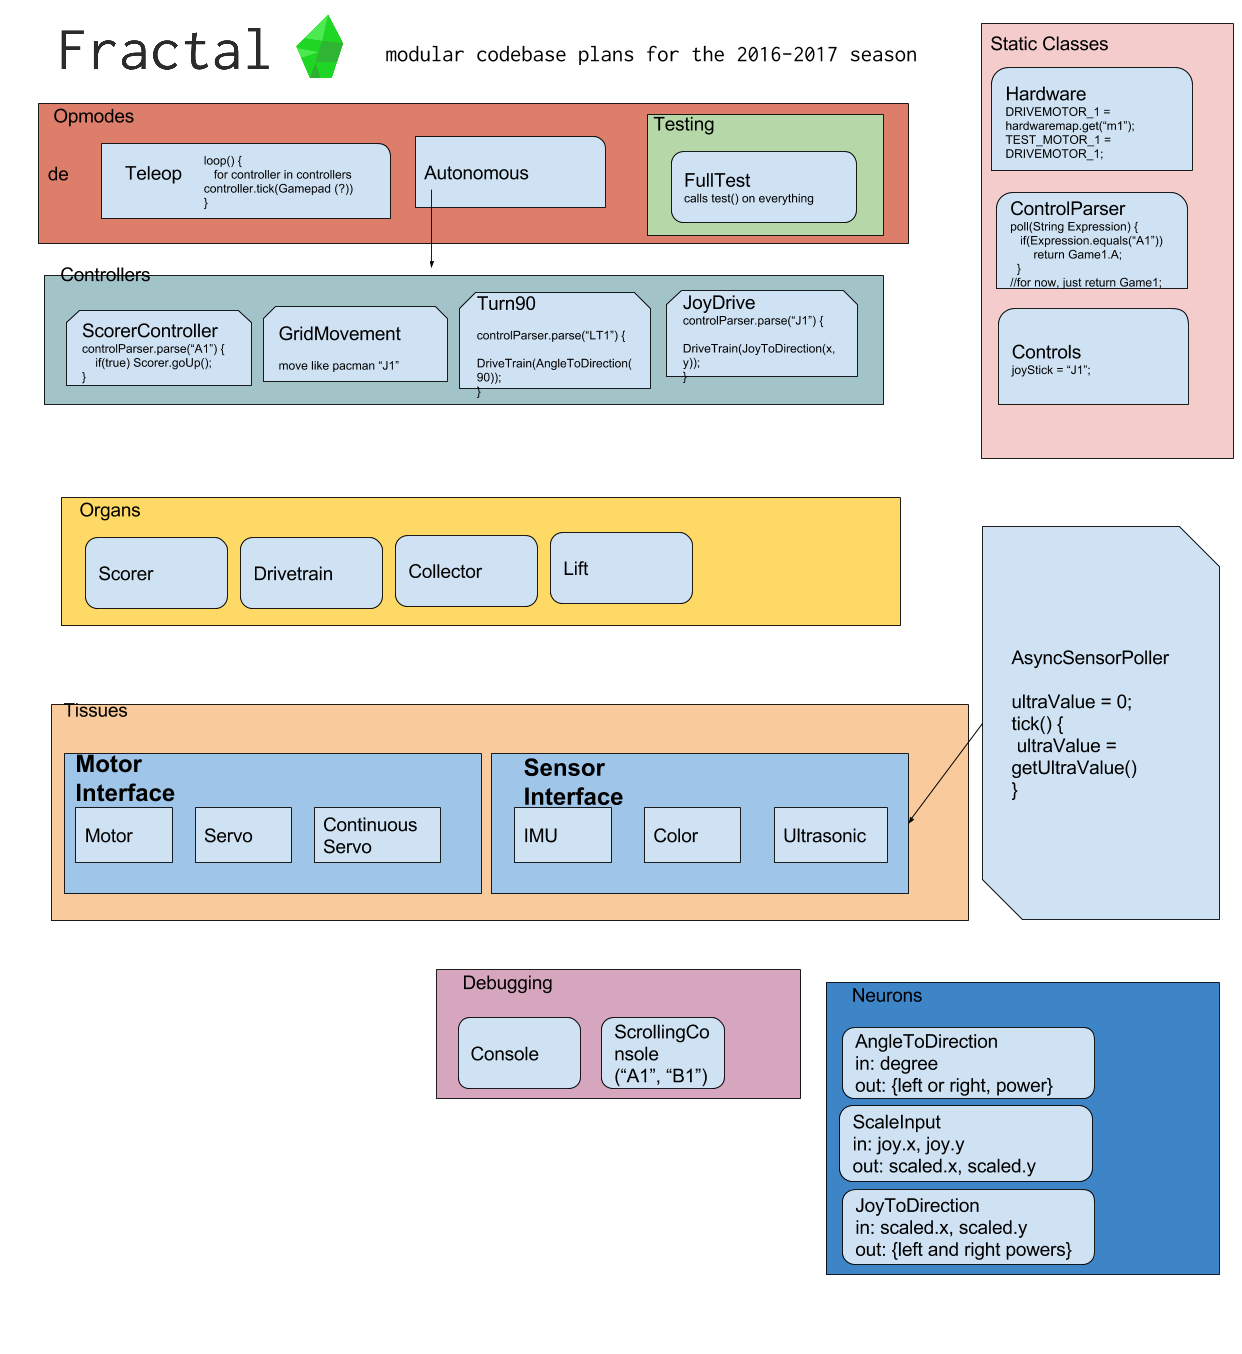 Fractal
modular codebase plans for the 2016-2017 season
Opmodes
de
Teleop
loop() {
for controller in controllers
controller.tick(Gamepad (?))
}
Autonomous
Testing
FullTest
calls test() on everything
Controllers
ScorerController
controlParser.parse(“A1”) {
if(true) Scorer.goUp();
}
GridMovement
move like pacman “J1”
Turn90
controlParser.parse(“LT1”) {
DriveTrain(AngleToDirection(
90));
}
JoyDrive
controlParser.parse(“J1”) {
DriveTrain(JoyToDirection(x,
y));
}
Static Classes
Hardware
DRIVEMOTOR_1 =
hardwaremap.get(“m1”);
TEST_MOTOR_1 =
DRIVEMOTOR_1;
ControlParser
poll(String Expression) {
if(Expression.equals(“A1”))
return Game1.A;
}
//for now, just return Game1;
Controls
joyStick = “J1”;
Organs
Scorer
Drivetrain
Collector
Lift
AsyncSensorPoller
ultraValue = 0;
tick() {
ultraValue =
getUltraValue()
}
Tissues
Motor
Interface
Motor
Servo
Continuous
Servo
Sensor
Interface
IMU
Color
Ultrasonic
Debugging
Console
ScrollingCo
nsole
(“A1”, “B1”)
Neurons
AngleToDirection
in: degree
out: {left or right, power}
ScaleInput
in: joy.x, joy.y
out: scaled.x, scaled.y
JoyToDirection
in: scaled.x, scaled.y
out: {left and right powers}